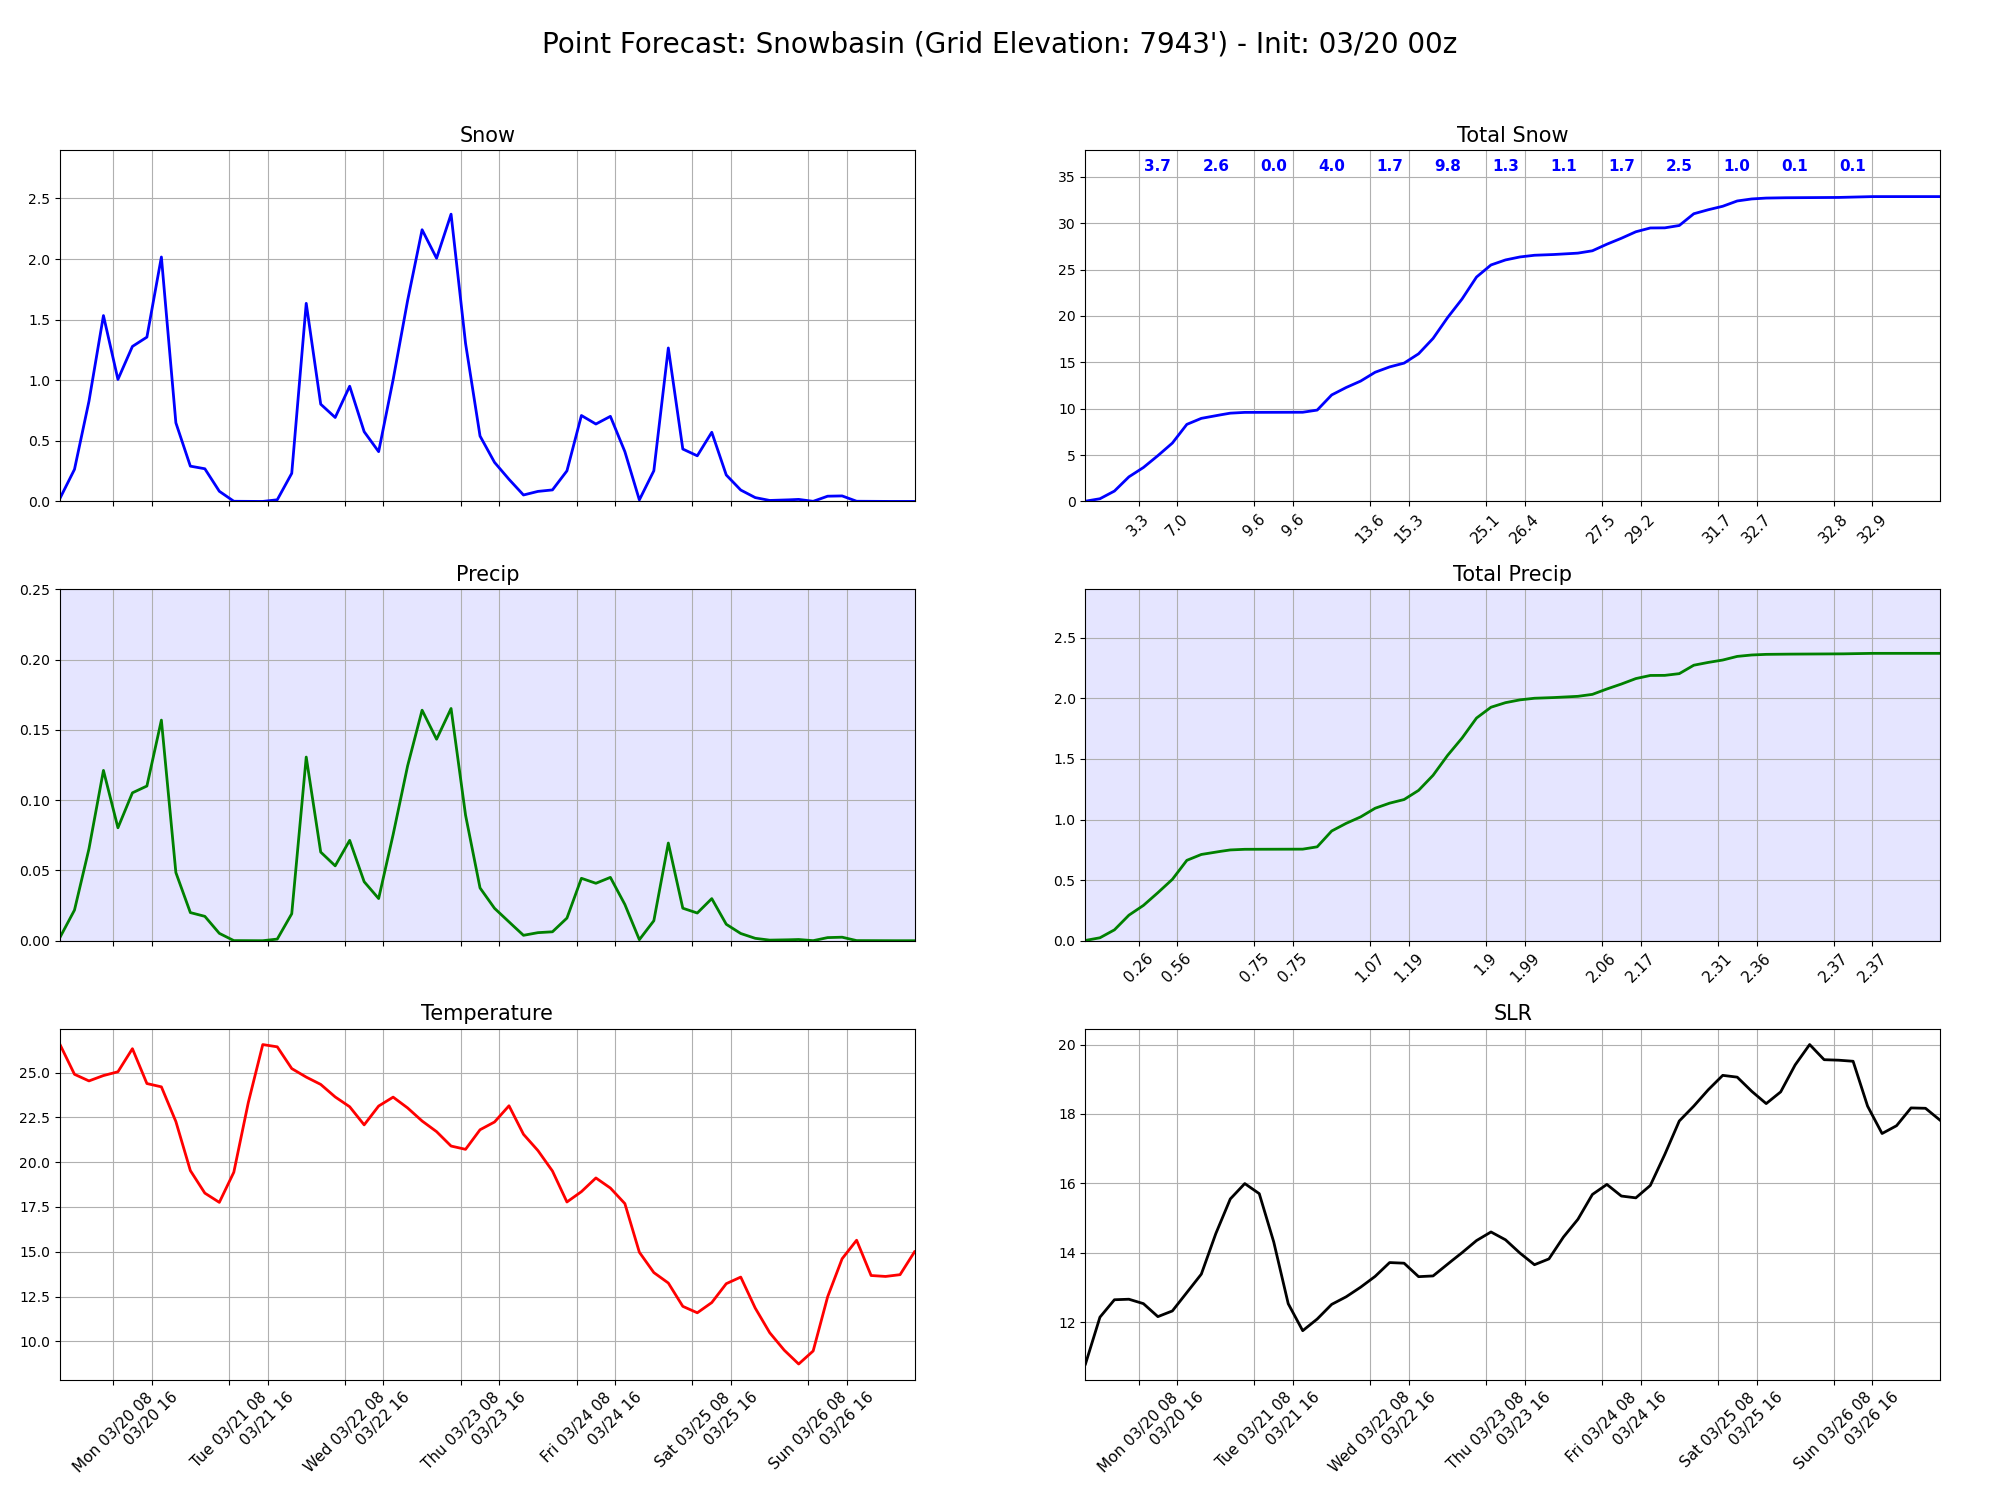 Point Forecast: Snowbasin (Grid Elevation: 7943') - Init: 03/20 00z
Snow
2.5
2.0
1.5
1.0
0.5
0.0
Total Snow
3.7 2.6 0.0 4.0 1.7 9.8 1.3 1.1 1.7 2.5 1.0 0.1 0.1
35
30
25
20
15
10
5
0
3.3 7.0 9.6 9.6 13.6 15.3 25.1 26.4 27.5 29.2 31.7 32.7 32.8 32.9
Precip
0.25
0.20
0.15
0.10
0.05
0.00
Total Precip
2.5
2.0
1.5
1.0
0.5
0.0
0.26 0.56 0.75 0.75 1.07 1.19 1.9 1.99 2.06 2.17 2.31 2.36 2.37 2.37
Temperature
25.0
22.5
20.0
17.5
15.0
12.5
10.0
Mon 03/20 08
03/20 16
Tue 03/21 08
03/21 16
Wed 03/22 08
03/22 16
Thu 03/23 08
03/23 16
Fri 03/24 08
03/24 16
Sat 03/25 08
03/25 16
Sun 03/26 08
03/26 16
SLR
20
18
16
14
12
Mon 03/20 08
03/20 16
Tue 03/21 08
03/21 16
Wed 03/22 08
03/22 16
Thu 03/23 08
03/23 16
Fri 03/24 08
03/24 16
Sat 03/25 08
03/25 16
Sun 03/26 08
03/26 16